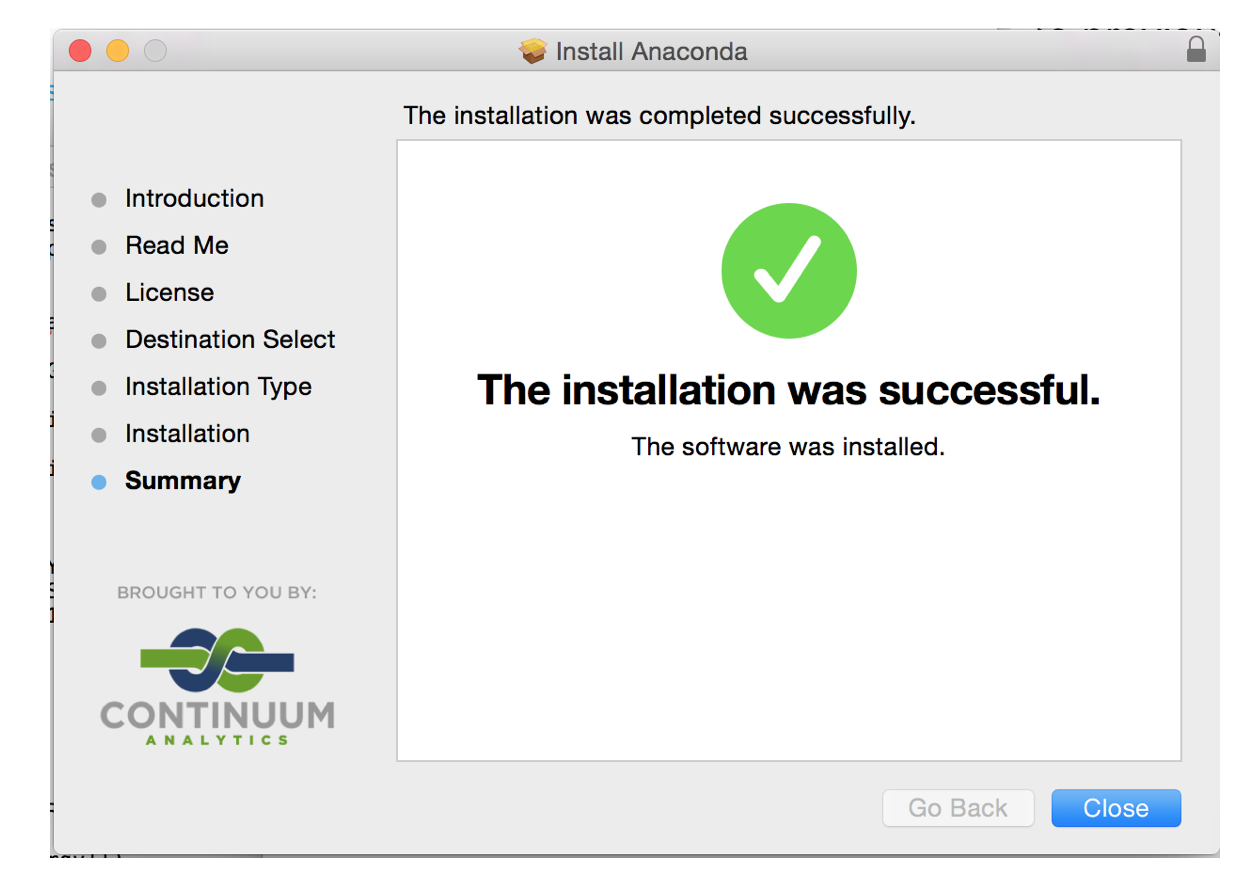 Install Anaconda
The installation was completed successfully.
Introduction
Read Me
License
Destination Select
Installation Type
Installation
Summary
The installation was successful.
The software was installed.
BROUGHT TO YOU BY:
CONTINUUM
ANALYTICS
Go Back
Close